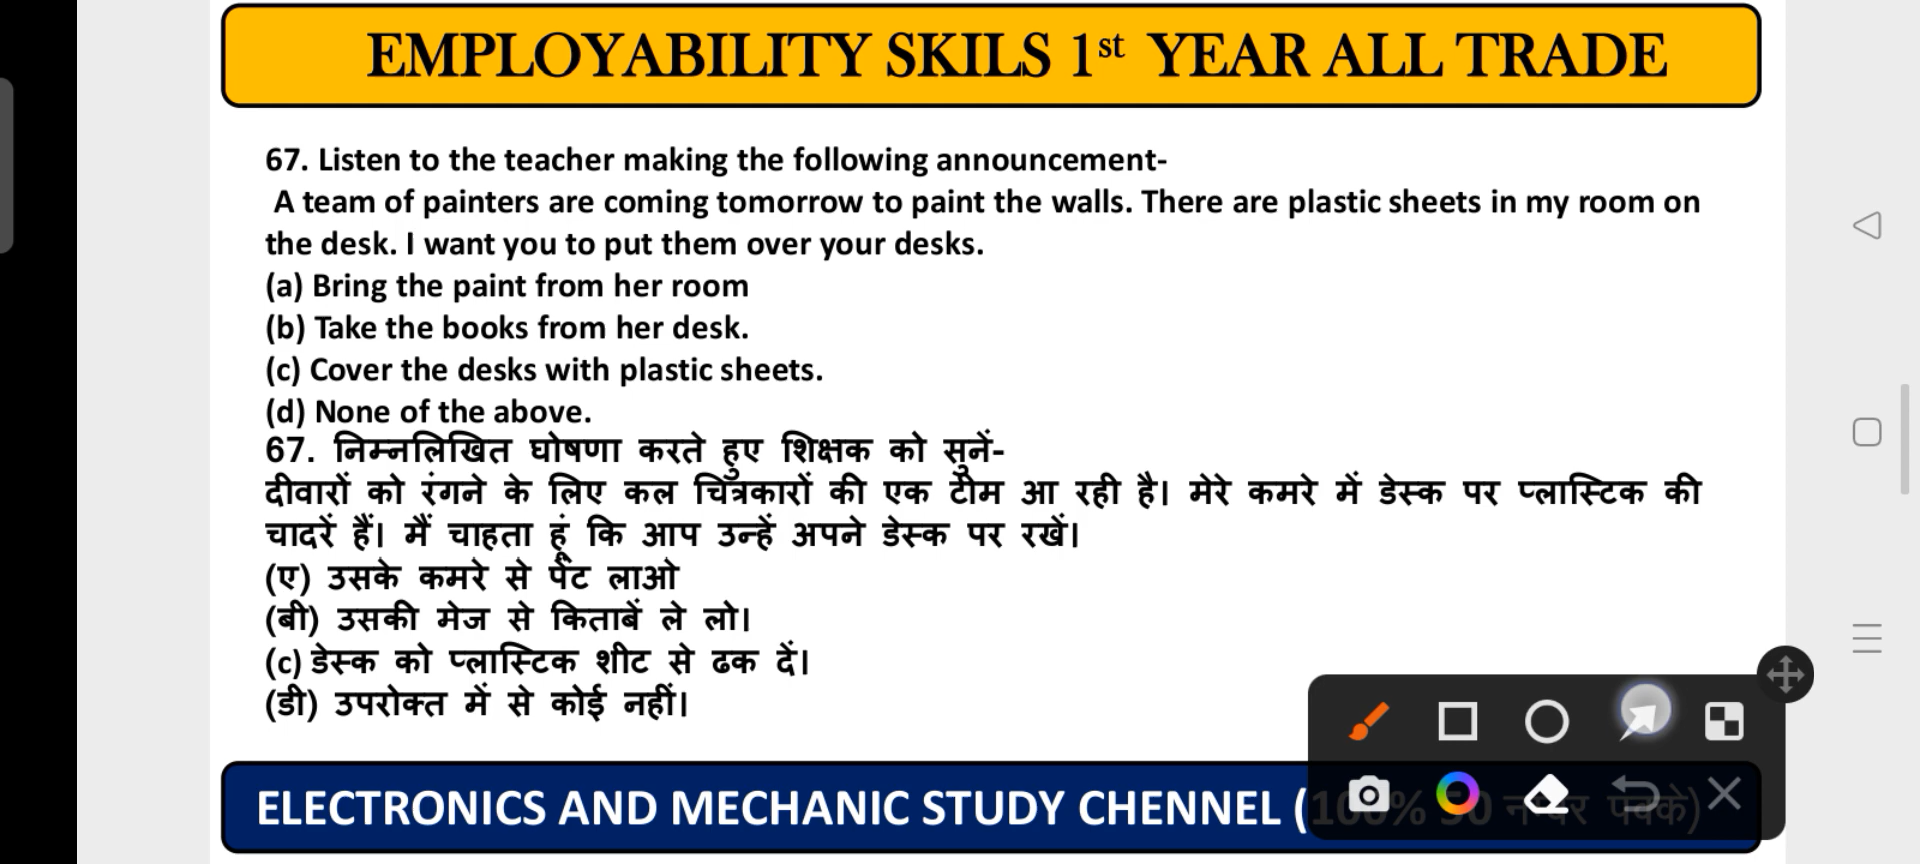 EMPLOYABILITY SKILS 1st YEAR ALL TRADE
67. Listen to the teacher making the following announcement-
A team of painters are coming tomorrow to paint the walls. There are plastic sheets in my room on
the desk. I want you to put them over your desks.
(a) Bring the paint from her room
(b) Take the books from her desk.
(c) Cover the desks with plastic sheets.
(d) None of the above.
67. निम्नलिखित घोषणा करते हुए शिक्षक को सुनें-
दीवारों को रंगने के लिए कल चित्रकारों की एक टीम आ रही है। मेरे कमरे में डेस्क पर प्लास्टिक की
चादरें हैं। मैं चाहता हूं कि आप उन्हें अपने डेस्क पर रखें।
(ए) उसके कमरे से पेंट लाओ
(बी) उसकी मेज से किताबें ले लो।
(c) डेस्क को प्लास्टिक शीट से ढक दें।
(डी) उपरोक्त में से कोई नहीं।
ELECTRONICS AND MECHANIC STUDY CHENNEL (100% 50 नम्बर पक्के)